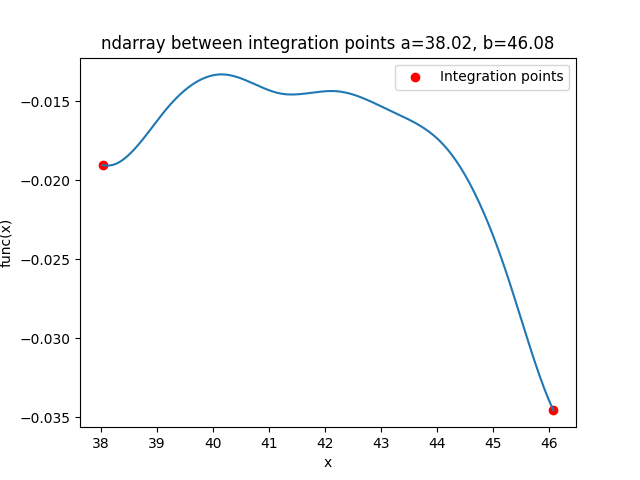 ndarray between integration points a=38.02, b=46.08
Integration points
−0.015
−0.020
−0.025
−0.030
−0.035
func(x)
38 39 40 41 42 43 44 45 46
x